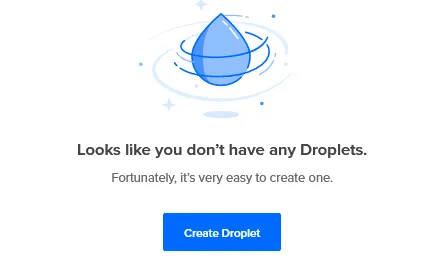 Looks like you don’t have any Droplets.
Fortunately, it’s very easy to create one.
Create Droplet